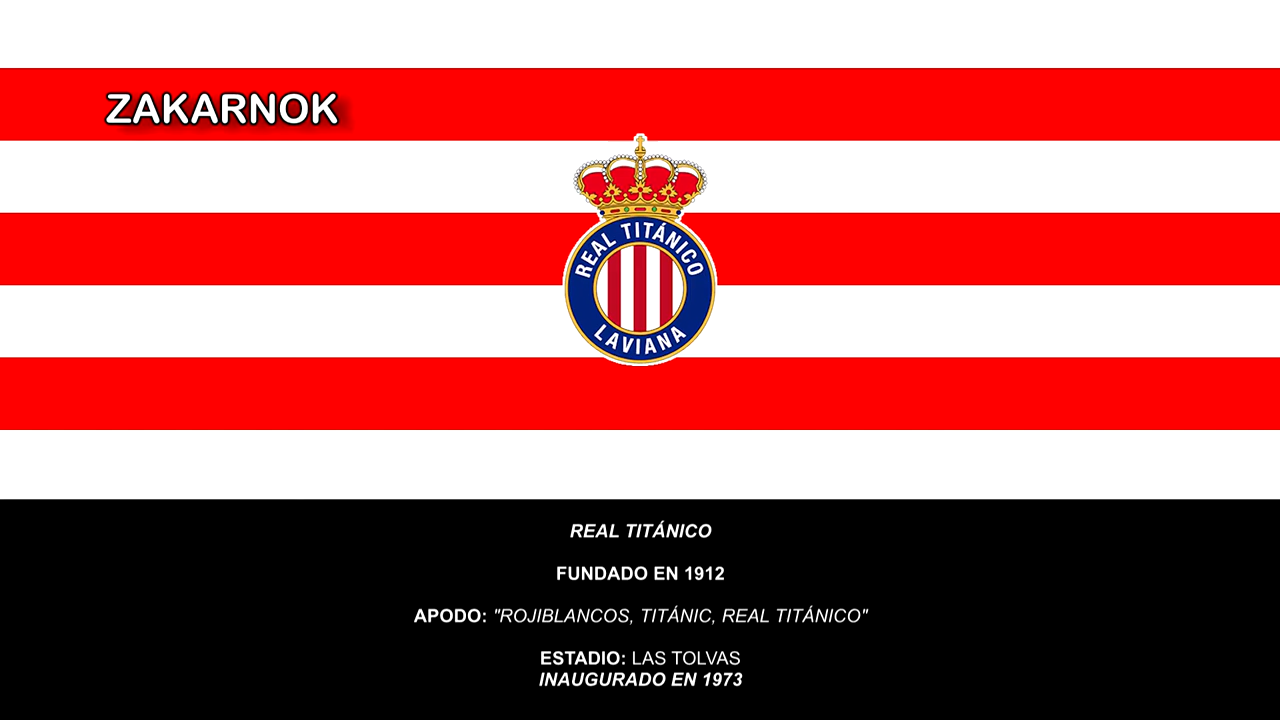 ZAKARNOK
REAL TITÁNICO
LAVIANA
REAL TITÁNICO
FUNDADO EN 1912
APODO: "ROJIBLANCOS, TITÁNIC, REAL TITÁNICO"
ESTADIO: LAS TOLVAS
INAUGURADO EN 1973